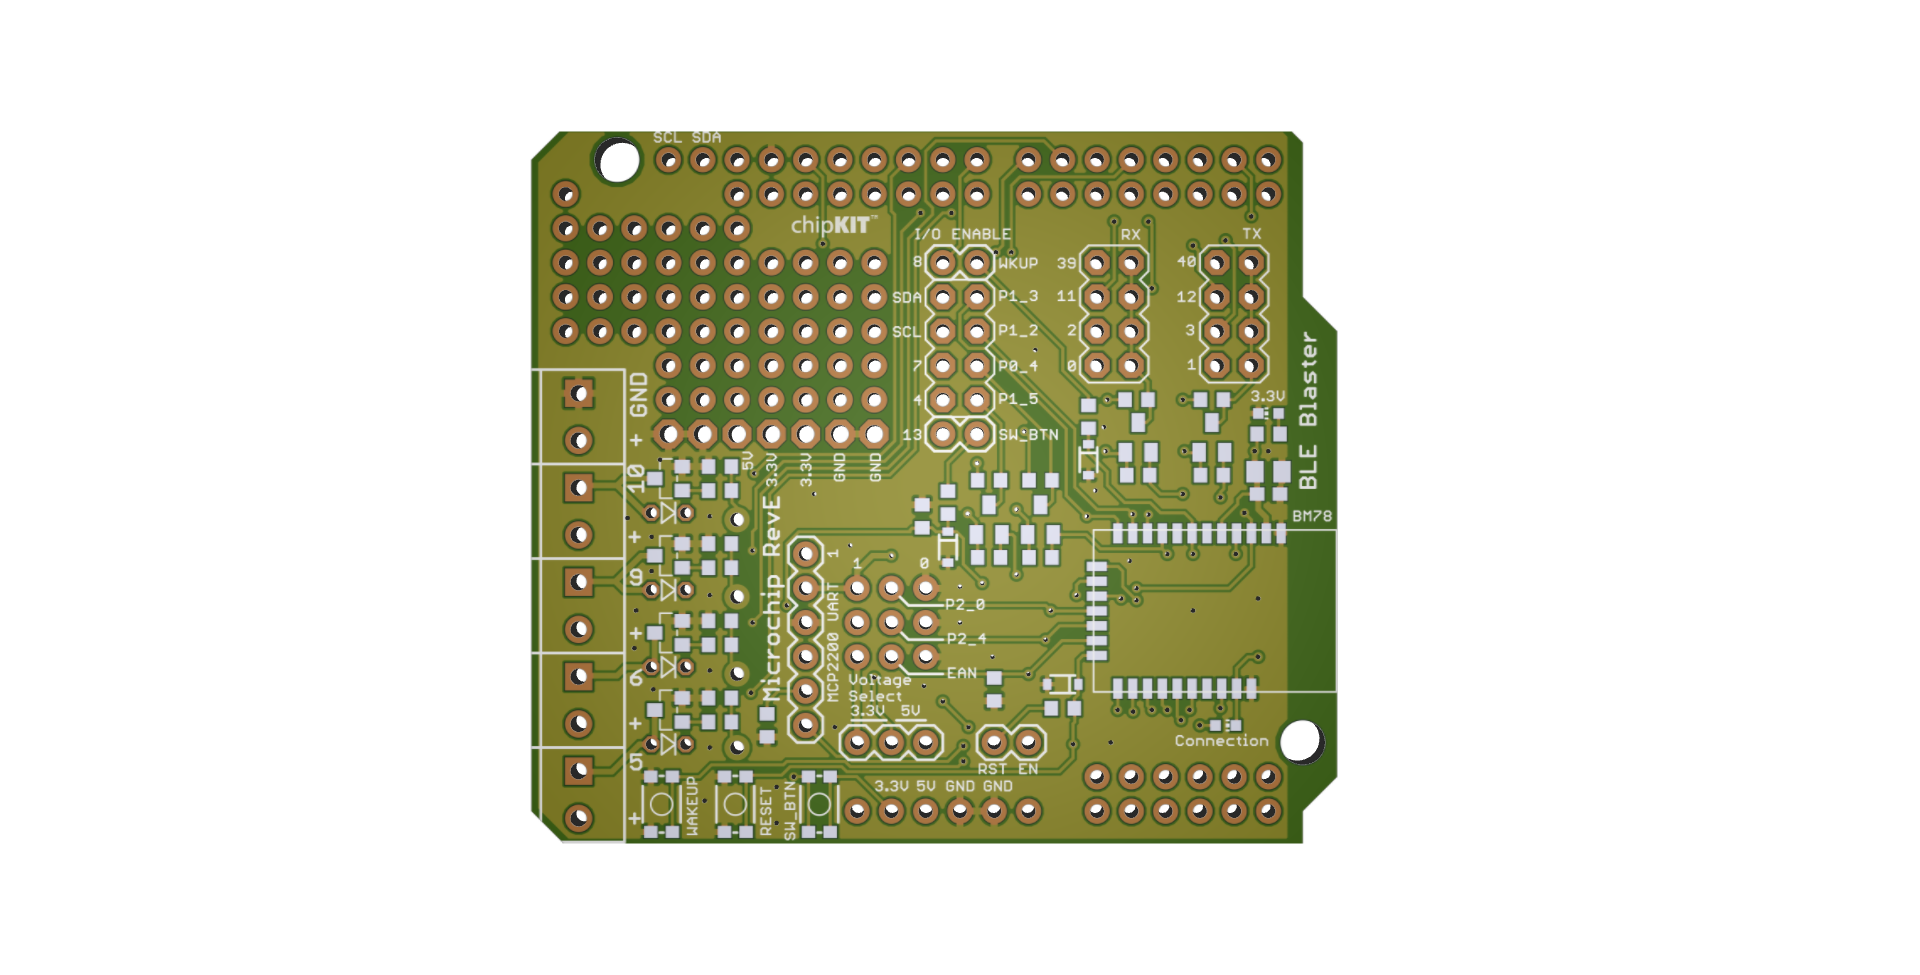 SCL SDA
chipKIT™
I/O ENABLE
RX
TX
8 WKUP
39
40
SDA P1_3
11
12
SCL P1_2
2
3
7 P0_4
0
1
4 P1_5
13 SW_BTN
3.3V
BLE Blaster
BM78
GND
+
10
+
9
+
6
+
5
+
5V
3.3V
3.3V
GND
GND
Microchip RevE
1
MCP2200 UART
1 0
P2_0
P2_4
EAN
Voltage
Select
3.3V 5V
RST EN
Connection
3.3V 5V GND GND
WAKEUP
RESET
SW_BTN